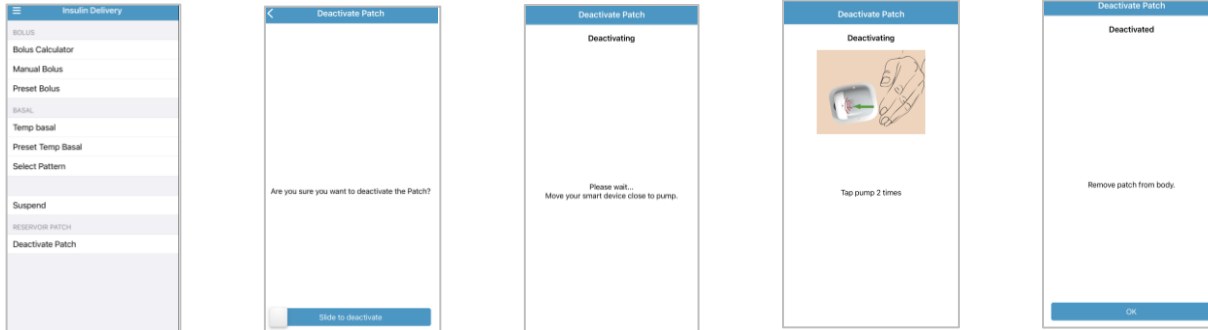 Insulin Delivery
BOLUS
Bolus Calculator
Manual Bolus
Preset Bolus
BASAL
Temp basal
Preset Temp Basal
Select Pattern
Suspend
RESERVOIR PATCH
Deactivate Patch
Deactivate Patch
Are you sure you want to deactivate the Patch?
Slide to deactivate
Deactivate Patch
Deactivating
Please wait...
Move your smart device close to pump.
Deactivate Patch
Deactivating
Tap pump 2 times
Deactivate Patch
Deactivated
Remove patch from body.
OK